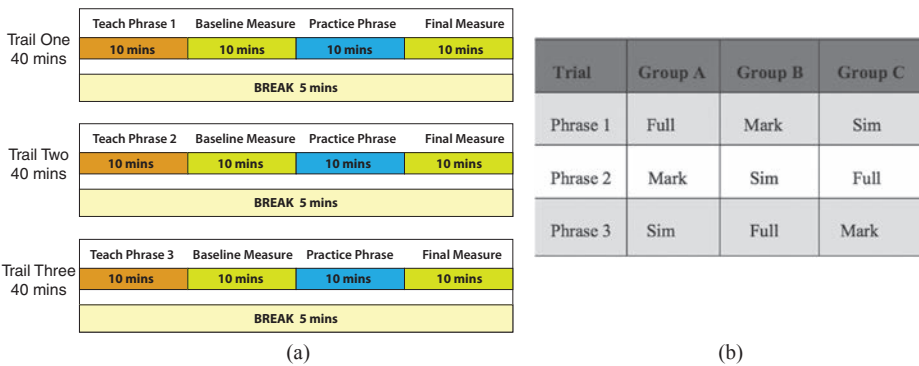 Teach Phrase 1 Baseline Measure Practice Phrase Final Measure
Trail One
40 mins
10 mins 10 mins 10 mins 10 mins
BREAK 5 mins
Teach Phrase 2 Baseline Measure Practice Phrase Final Measure
Trail Two
40 mins
10 mins 10 mins 10 mins 10 mins
BREAK 5 mins
Teach Phrase 3 Baseline Measure Practice Phrase Final Measure
Trail Three
40 mins
10 mins 10 mins 10 mins 10 mins
BREAK 5 mins
(a)
Trial Group A Group B Group C
Phrase 1 Full Mark Sim
Phrase 2 Mark Sim Full
Phrase 3 Sim Full Mark
(b)